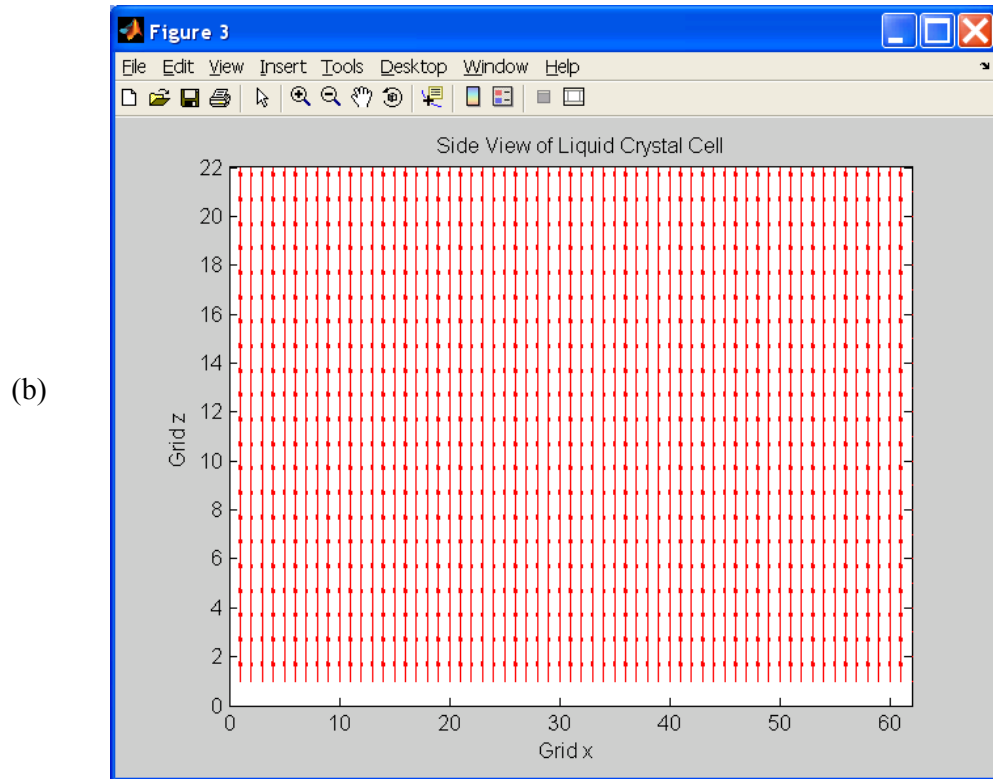 Figure 3
File Edit View Insert Tools Desktop Window Help
Side View of Liquid Crystal Cell
22
20
18
16
14
12
10
8
6
4
2
0
Grid z
(b)
0 10 20 30 40 50 60
Grid x